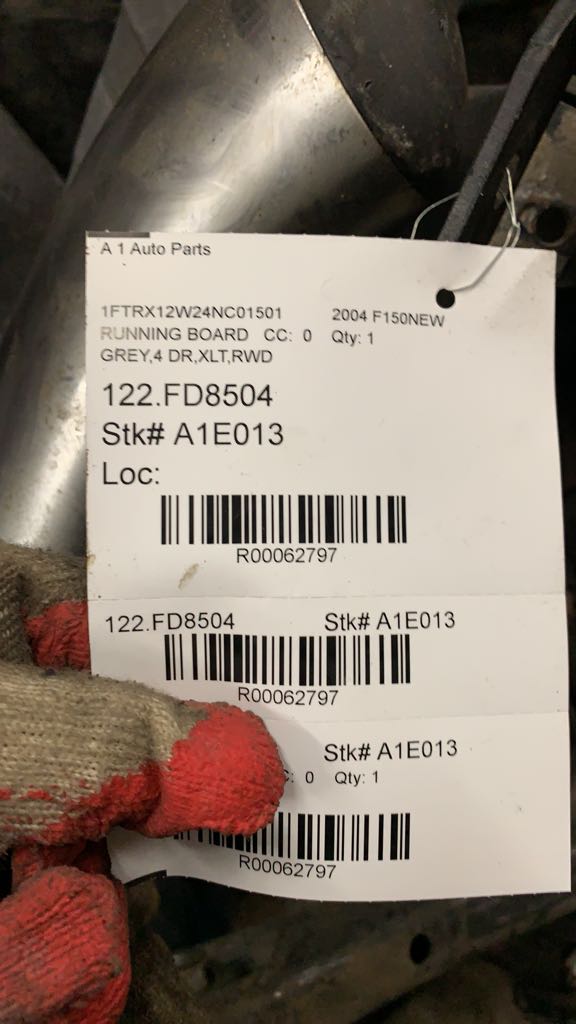 A 1 Auto Parts
1FTRX12W24NC01501 2004 F150NEW
RUNNING BOARD CC: 0 Qty: 1
GREY,4 DR,XLT,RWD
122.FD8504
Stk# A1E013
Loc:
R00062797
122.FD8504 Stk# A1E013
R00062797
Stk# A1E013
: 0 Qty: 1
R00062797